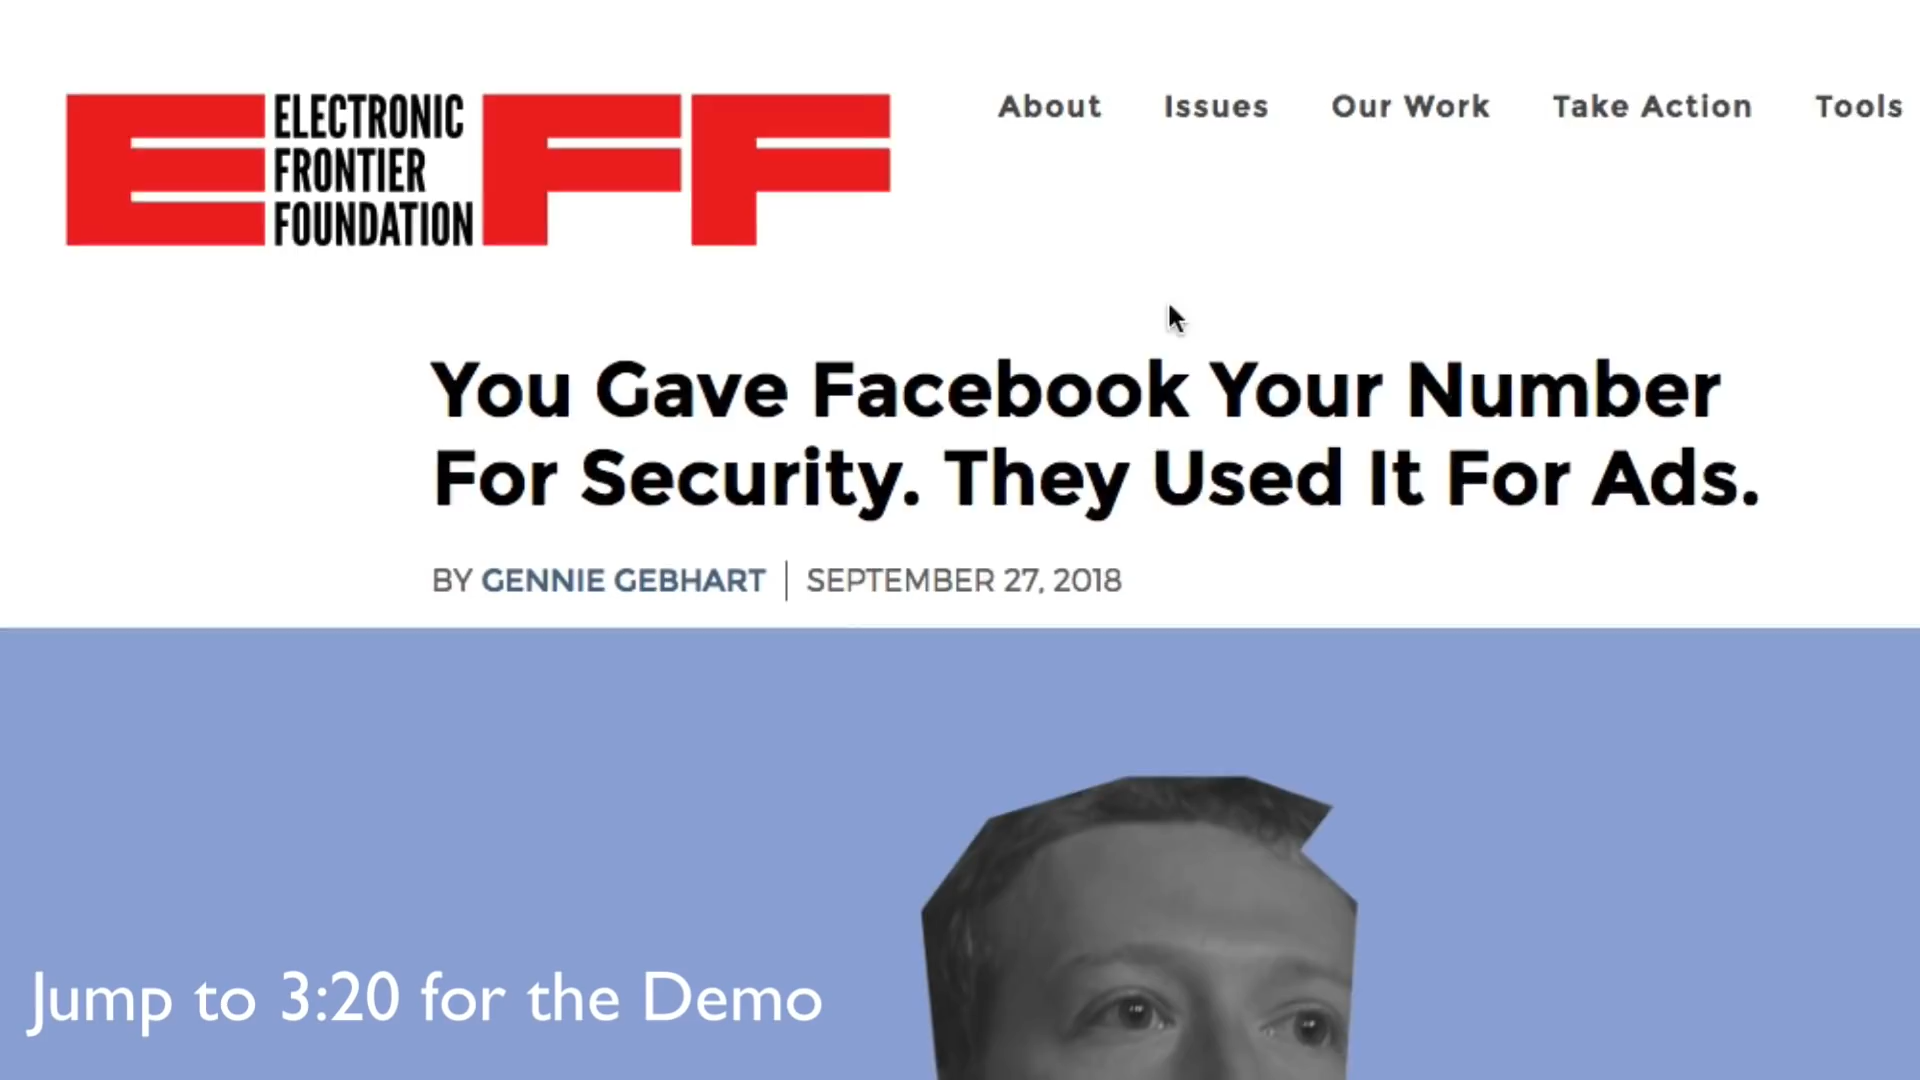 ELECTRONIC
FRONTIER
FOUNDATION
EFF
About Issues Our Work Take Action Tools
You Gave Facebook Your Number
For Security. They Used It For Ads.
BY GENNIE GEBHART | SEPTEMBER 27, 2018
Jump to 3:20 for the Demo